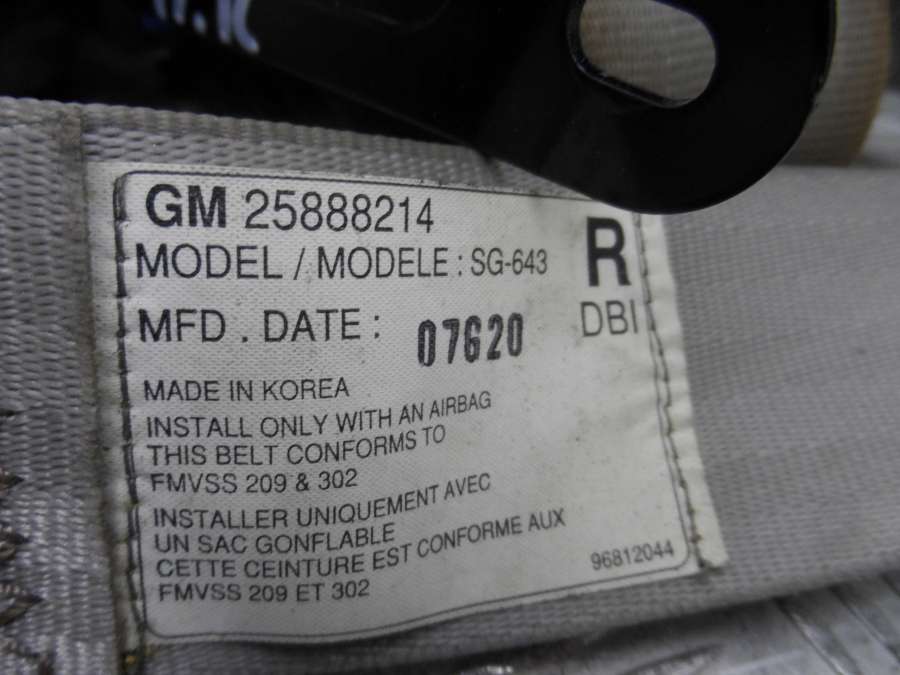 GM 25888214
MODEL / MODELE : SG-643
R
MFD . DATE : 07620
DBI
MADE IN KOREA
INSTALL ONLY WITH AN AIRBAG
THIS BELT CONFORMS TO
FMVSS 209 & 302
INSTALLER UNIQUEMENT AVEC
UN SAC GONFLABLE
CETTE CEINTURE EST CONFORME AUX
FMVSS 209 ET 302
96812044